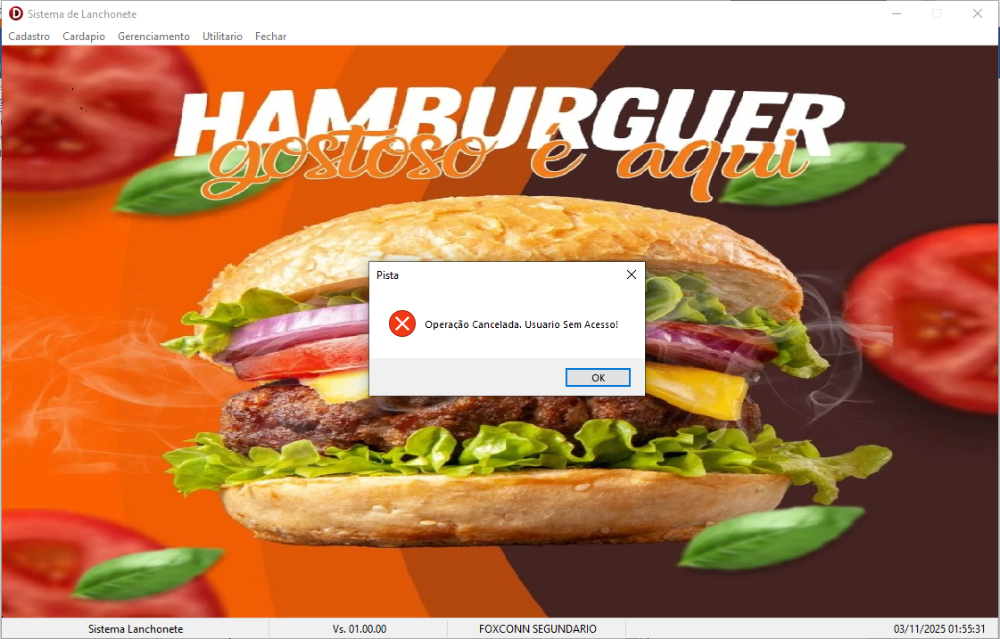 Sistema de Lanchonete
Cadastro Cardapio Gerenciamento Utilitario Fechar
HAMBURGUER
gostoso é aqui
Pista
Operação Cancelada. Usuario Sem Acesso!
OK
Sistema Lanchonete Vs. 01.00.00 FOXCONN SEGUNDARIO 03/11/2025 01:55:31